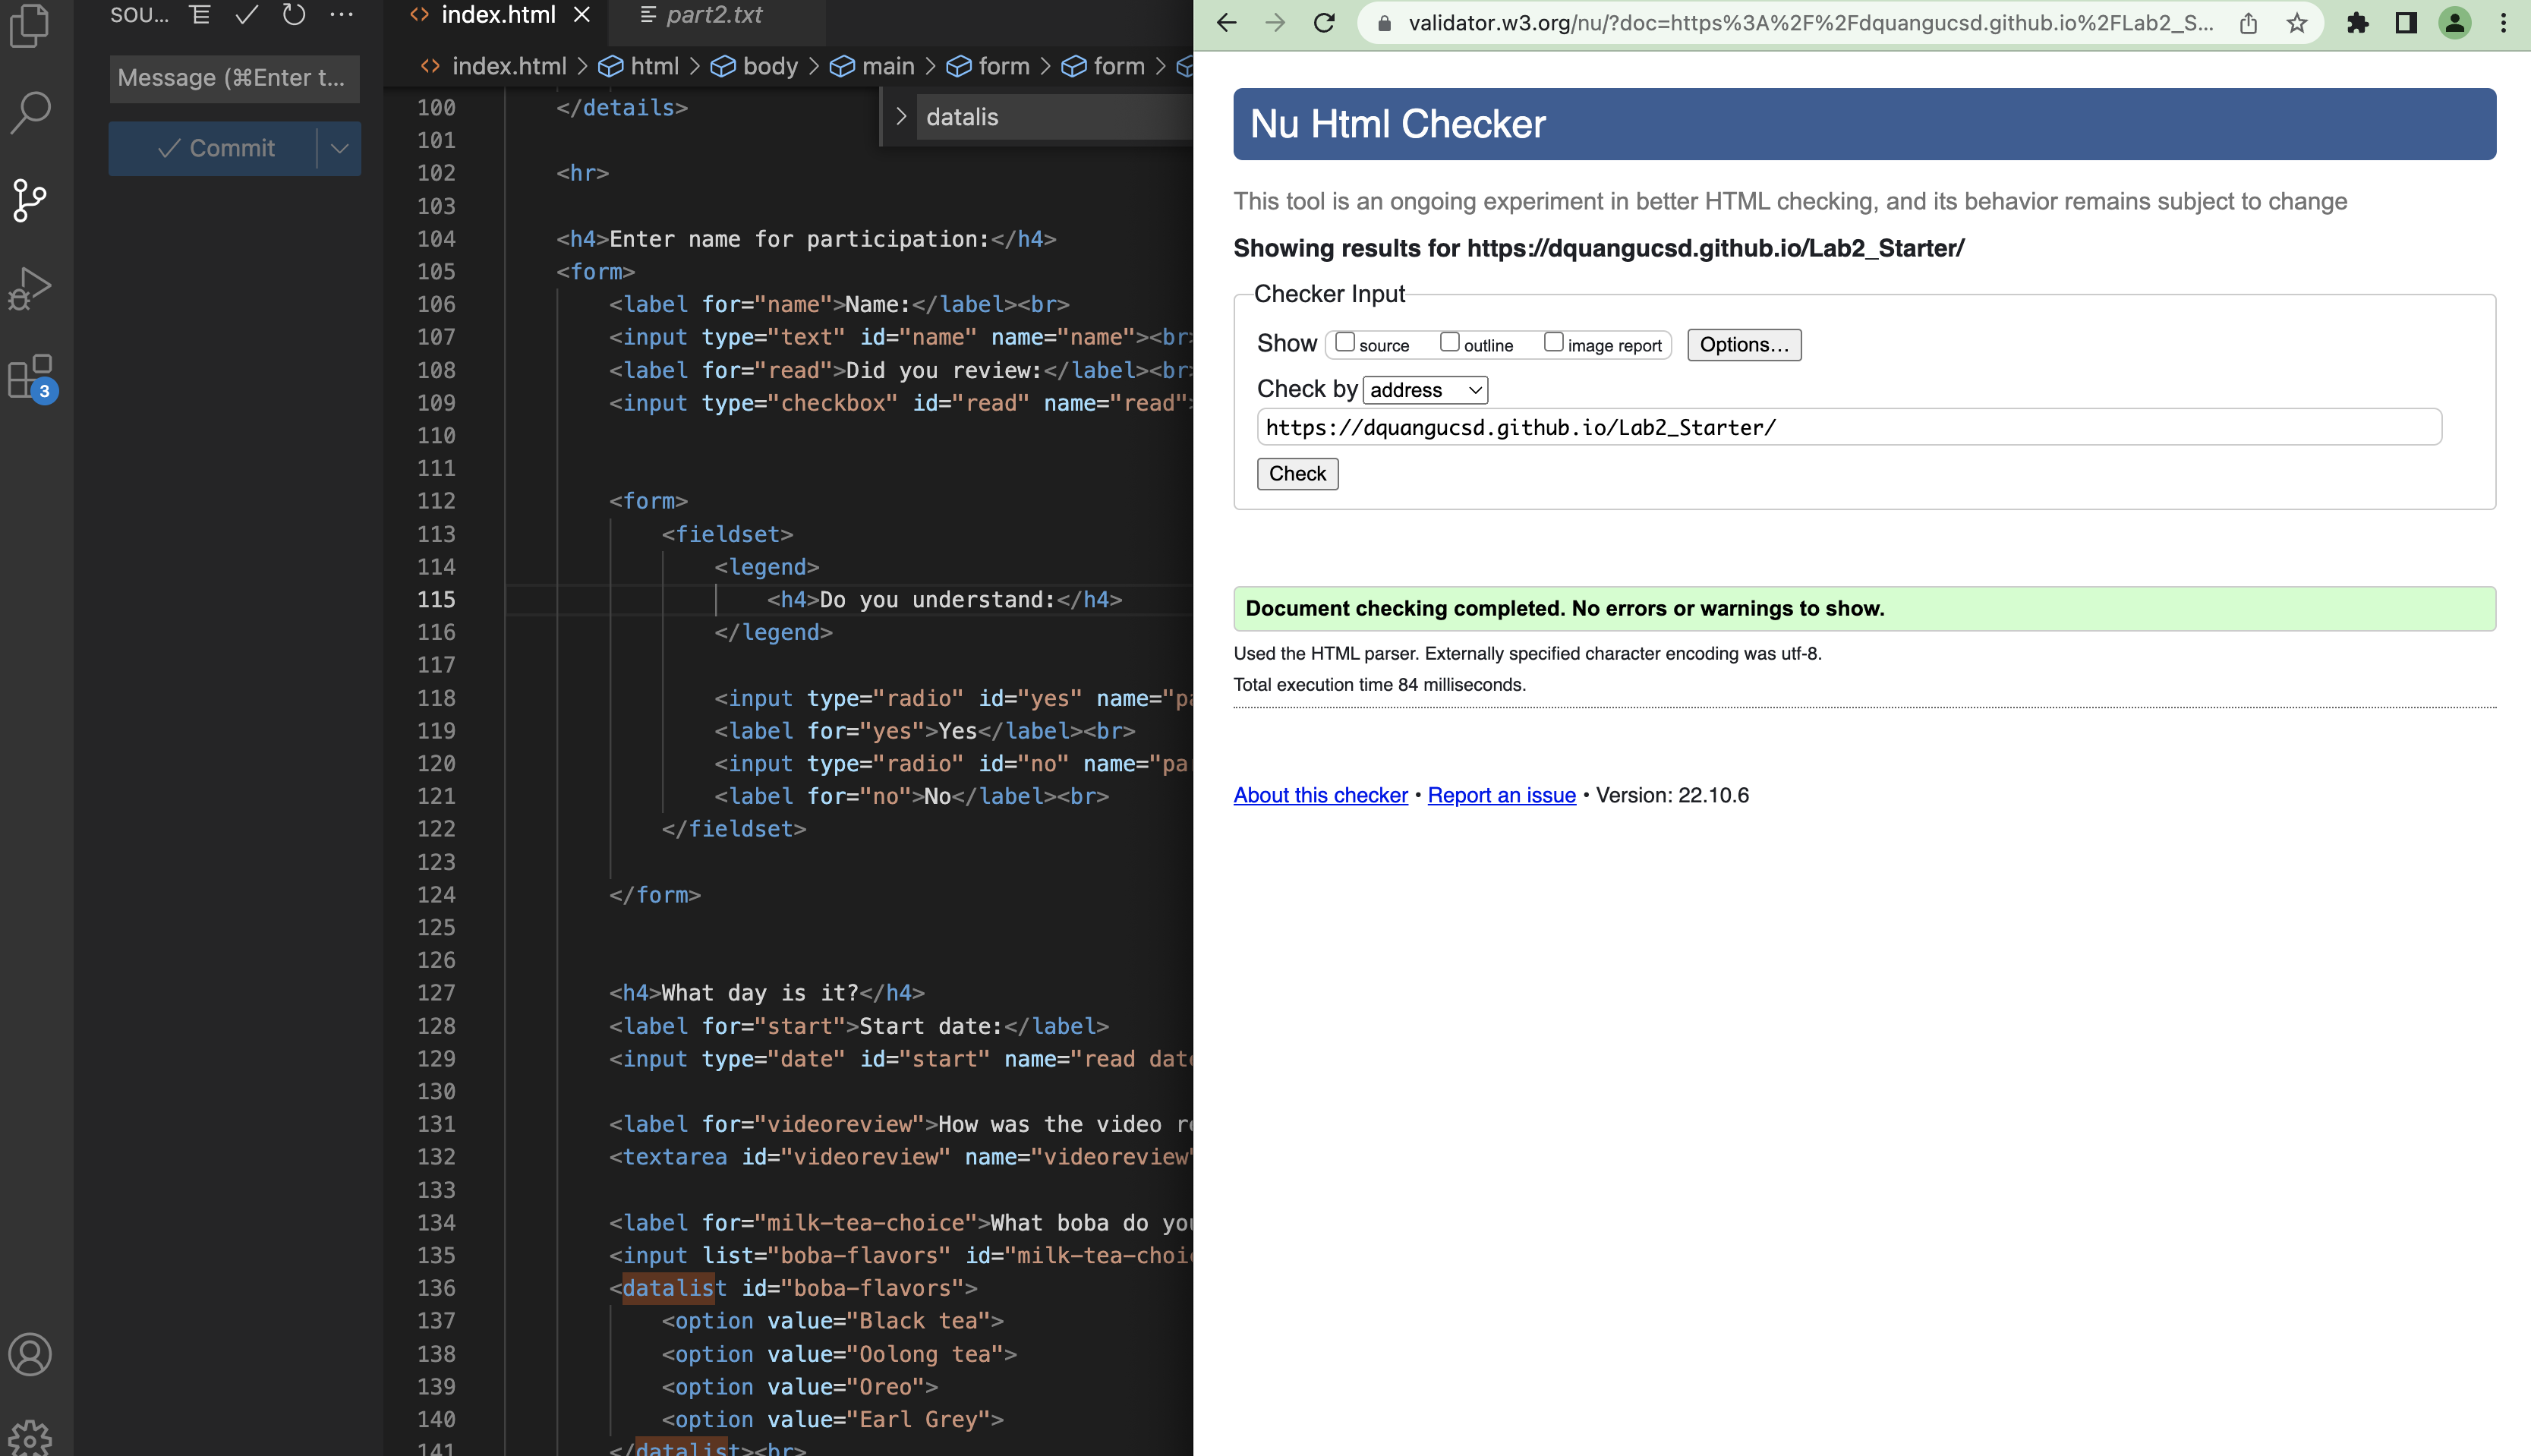 SOU...
Message (⌘Enter t...
Commit
3
index.html
part2.txt
index.html > html > body > main > form > form >
datalis
100 </details>
101
102 <hr>
103
104 <h4>Enter name for participation:</h4>
105 <form>
106 <label for="name">Name:</label><br>
107 <input type="text" id="name" name="name"><br>
108 <label for="read">Did you review:</label><br>
109 <input type="checkbox" id="read" name="read">
110
111
112 <form>
113 <fieldset>
114 <legend>
115 <h4>Do you understand:</h4>
116 </legend>
117
118 <input type="radio" id="yes" name="pa
119 <label for="yes">Yes</label><br>
120 <input type="radio" id="no" name="pa
121 <label for="no">No</label><br>
122 </fieldset>
123
124 </form>
125
126
127 <h4>What day is it?</h4>
128 <label for="start">Start date:</label>
129 <input type="date" id="start" name="read date
130
131 <label for="videoreview">How was the video re
132 <textarea id="videoreview" name="videoreview"
133
134 <label for="milk-tea-choice">What boba do you
135 <input list="boba-flavors" id="milk-tea-choi
136 <datalist id="boba-flavors">
137 <option value="Black tea">
138 <option value="Oolong tea">
139 <option value="Oreo">
140 <option value="Earl Grey">
141 </datalist><br>
validator.w3.org/nu/?doc=https%3A%2F%2Fdquangucsd.github.io%2FLab2_S...
Nu Html Checker
This tool is an ongoing experiment in better HTML checking, and its behavior remains subject to change
Showing results for https://dquangucsd.github.io/Lab2_Starter/
Checker Input
Show source outline image report Options...
Check by address
https://dquangucsd.github.io/Lab2_Starter/
Check
Document checking completed. No errors or warnings to show.
Used the HTML parser. Externally specified character encoding was utf-8.
Total execution time 84 milliseconds.
About this checker • Report an issue • Version: 22.10.6